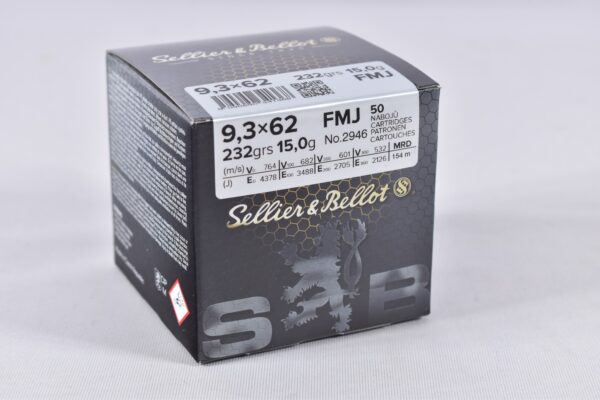 Sellier & Bellot
9,3×62
232grs 15,0g
FMJ
9,3×62 FMJ 50
NÁBOJŮ
CARTRIDGES
PATRONEN
CARTOUCHES
232grs 15,0g No.2946
(m/s) V0 764 V100 682 V200 601 V300 532 MRD
(J) E0 4378 E100 3488 E200 2705 E300 2126 154 m
Sellier & Bellot
S B